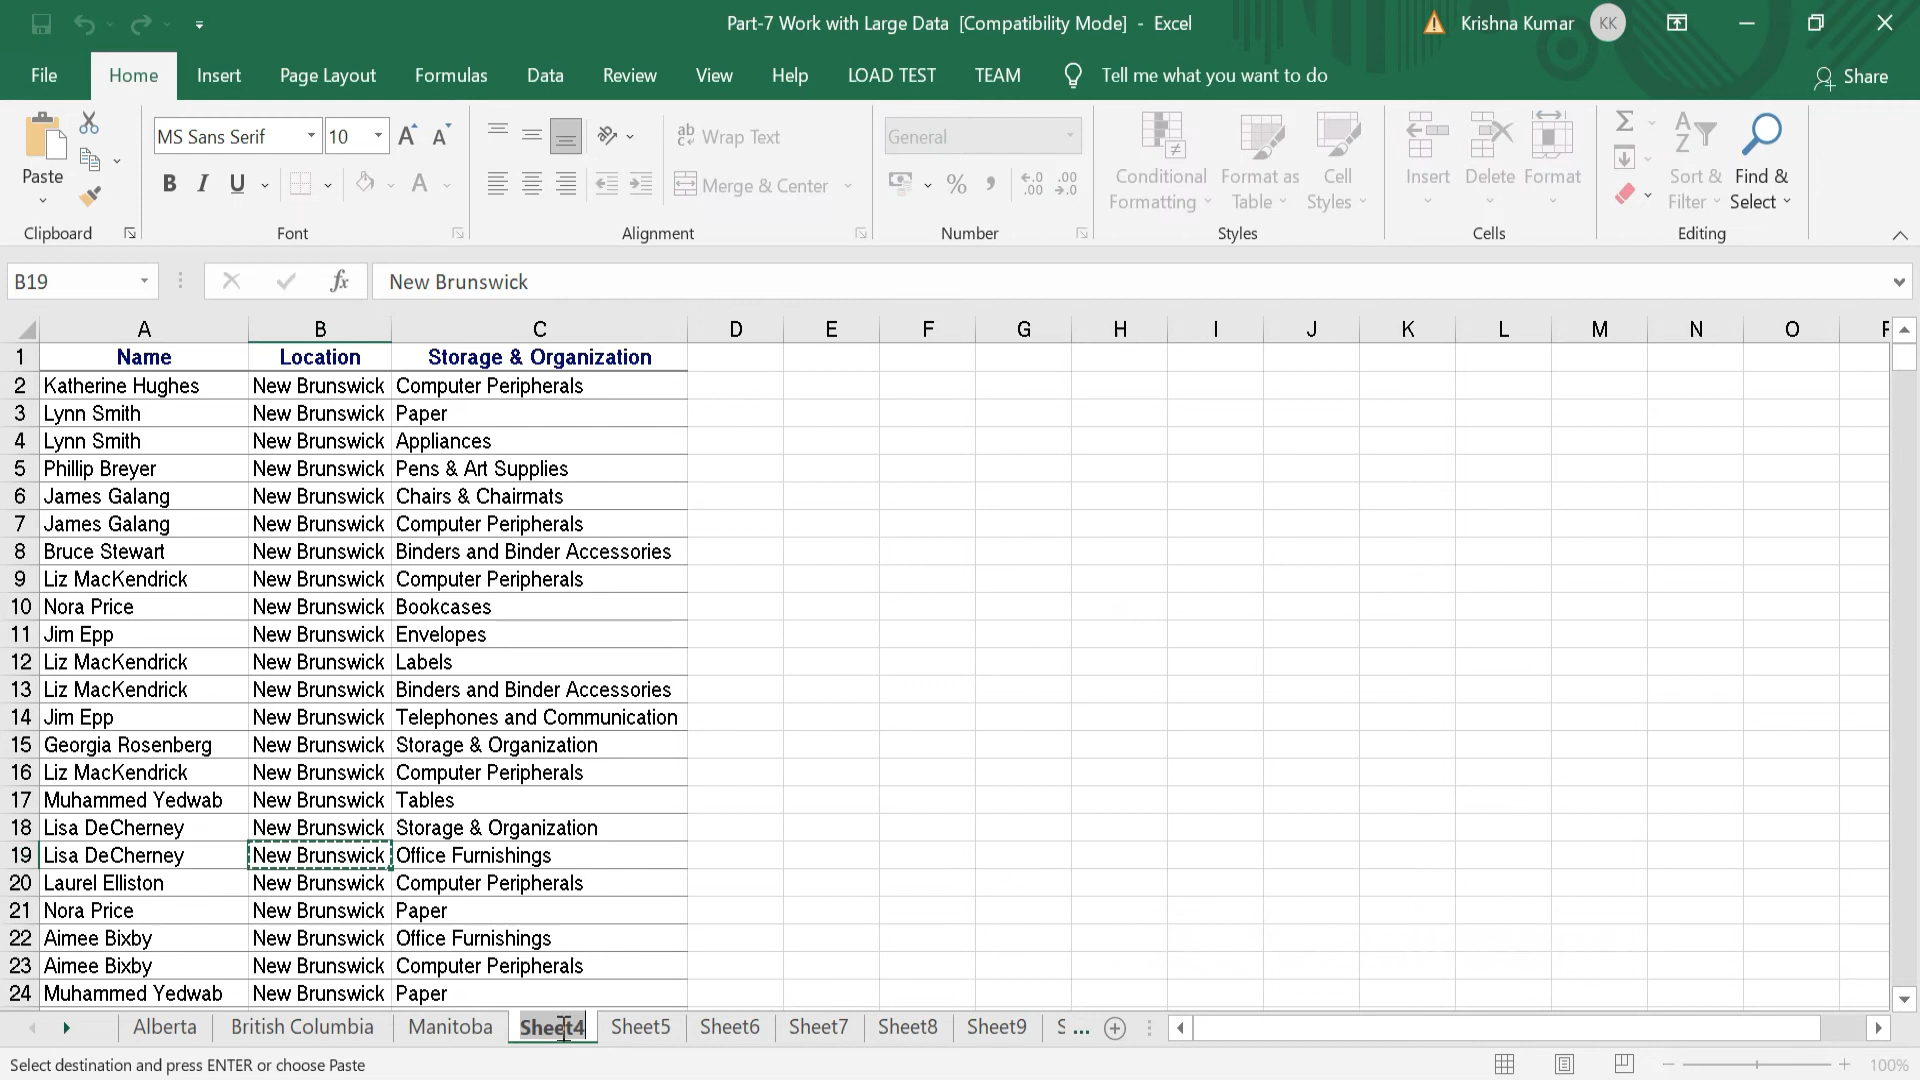 Part-7 Work with Large Data [Compatibility Mode] - Excel
Krishna Kumar KK
File Home Insert Page Layout Formulas Data Review View Help LOAD TEST TEAM Tell me what you want to do Share
MS Sans Serif 10 A A ab Wrap Text General
Paste B I U A Merge & Center % Conditional Formatting Format as Table Cell Styles Insert Delete Format Sort & Filter Find & Select
Clipboard Font Alignment Number Styles Cells Editing
B19 fx New Brunswick
A B C D E F G H I J K L M N O
1 Name Location Storage & Organization
2 Katherine Hughes New Brunswick Computer Peripherals
3 Lynn Smith New Brunswick Paper
4 Lynn Smith New Brunswick Appliances
5 Phillip Breyer New Brunswick Pens & Art Supplies
6 James Galang New Brunswick Chairs & Chairmats
7 James Galang New Brunswick Computer Peripherals
8 Bruce Stewart New Brunswick Binders and Binder Accessories
9 Liz MacKendrick New Brunswick Computer Peripherals
10 Nora Price New Brunswick Bookcases
11 Jim Epp New Brunswick Envelopes
12 Liz MacKendrick New Brunswick Labels
13 Liz MacKendrick New Brunswick Binders and Binder Accessories
14 Jim Epp New Brunswick Telephones and Communication
15 Georgia Rosenberg New Brunswick Storage & Organization
16 Liz MacKendrick New Brunswick Computer Peripherals
17 Muhammed Yedwab New Brunswick Tables
18 Lisa DeCherney New Brunswick Storage & Organization
19 Lisa DeCherney New Brunswick Office Furnishings
20 Laurel Elliston New Brunswick Computer Peripherals
21 Nora Price New Brunswick Paper
22 Aimee Bixby New Brunswick Office Furnishings
23 Aimee Bixby New Brunswick Computer Peripherals
24 Muhammed Yedwab New Brunswick Paper
Alberta British Columbia Manitoba Sheet4 Sheet5 Sheet6 Sheet7 Sheet8 Sheet9 ...
Select destination and press ENTER or choose Paste 100%